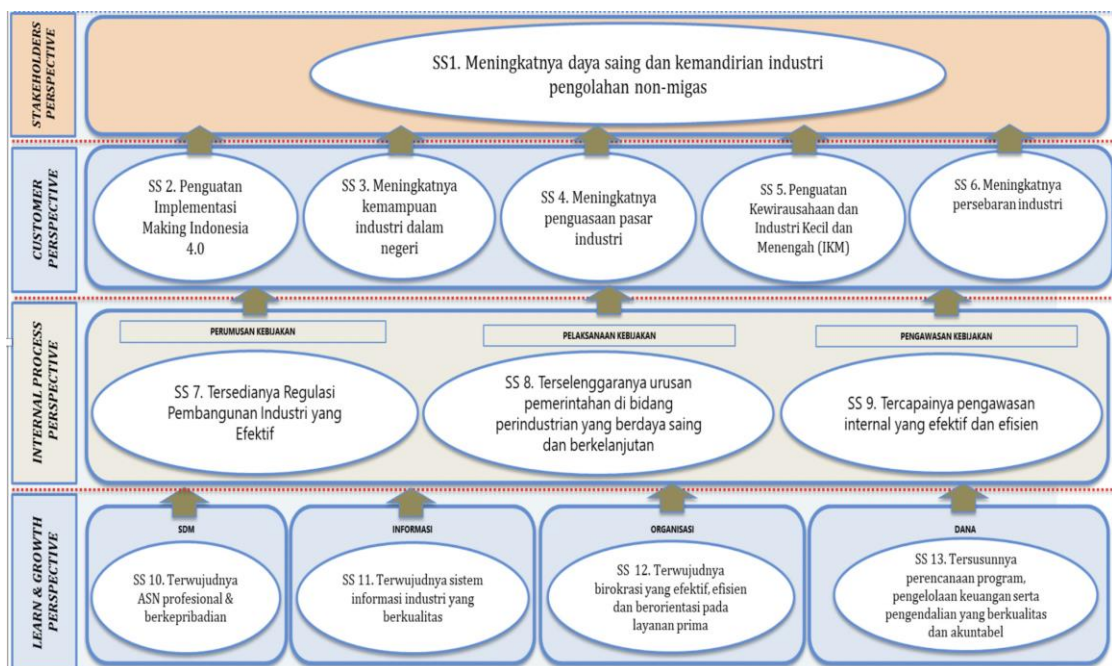 STAKEHOLDERS
PERSPECTIVE
SS1. Meningkatnya daya saing dan kemandirian industri
pengolahan non-migas
CUSTOMER
PERSPECTIVE
SS 2. Penguatan
Implementasi
Making Indonesia
4.0
SS 3. Meningkatnya
kemampuan
industri dalam
negeri
SS 4. Meningkatnya
penguasaan pasar
industri
SS 5. Penguatan
Kewirausahaan dan
Industri Kecil dan
Menengah (IKM)
SS 6. Meningkatnya
persebaran industri
INTERNAL PROCESS
PERSPECTIVE
PERUMUSAN KEBIJAKAN
SS 7. Tersedianya Regulasi
Pembangunan Industri yang
Efektif
PELAKSANAAN KEBIJAKAN
SS 8. Terselenggaranya urusan
pemerintahan di bidang
perindustrian yang berdaya saing
dan berkelanjutan
PENGAWASAN KEBIJAKAN
SS 9. Tercapainya pengawasan
internal yang efektif dan efisien
LEARN & GROWTH
PERSPECTIVE
SDM
SS 10. Terwujudnya
ASN profesional &
berkepribadian
INFORMASI
SS 11. Terwujudnya sistem
informasi industri yang
berkualitas
ORGANISASI
SS 12. Terwujudnya
birokrasi yang efektif, efisien
dan berorientasi pada
layanan prima
DANA
SS 13. Tersusunnya
perencanaan program,
pengelolaan keuangan serta
pengendalian yang berkualitas
dan akuntabel